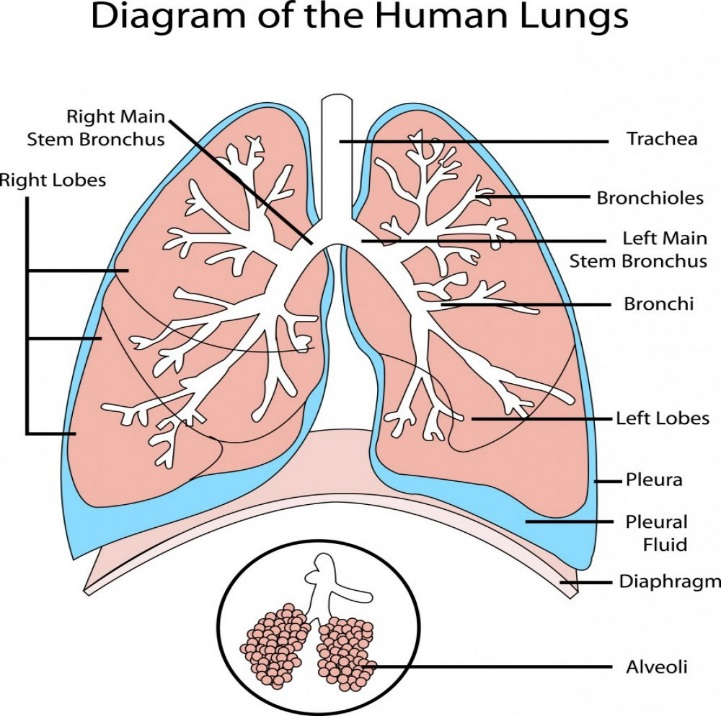 Diagram of the Human Lungs
Right Main
Stem Bronchus
Right Lobes
Trachea
Bronchioles
Left Main
Stem Bronchus
Bronchi
Left Lobes
Pleura
Pleural
Fluid
Diaphragm
Alveoli